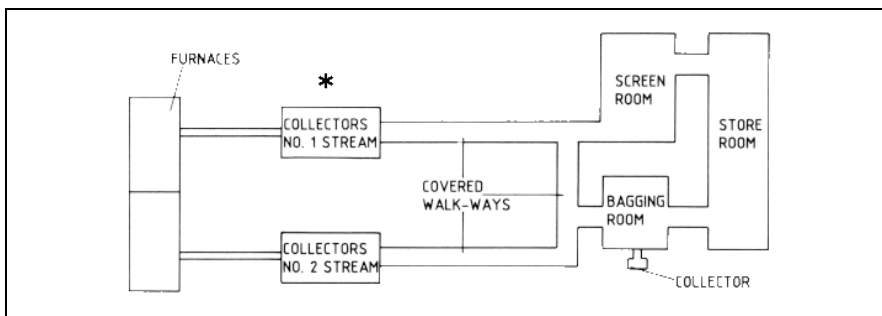 FURNACES
*
COLLECTORS
NO. 1 STREAM
SCREEN
ROOM
STORE
ROOM
COVERED
WALK-WAYS
BAGGING
ROOM
COLLECTORS
NO. 2 STREAM
COLLECTOR